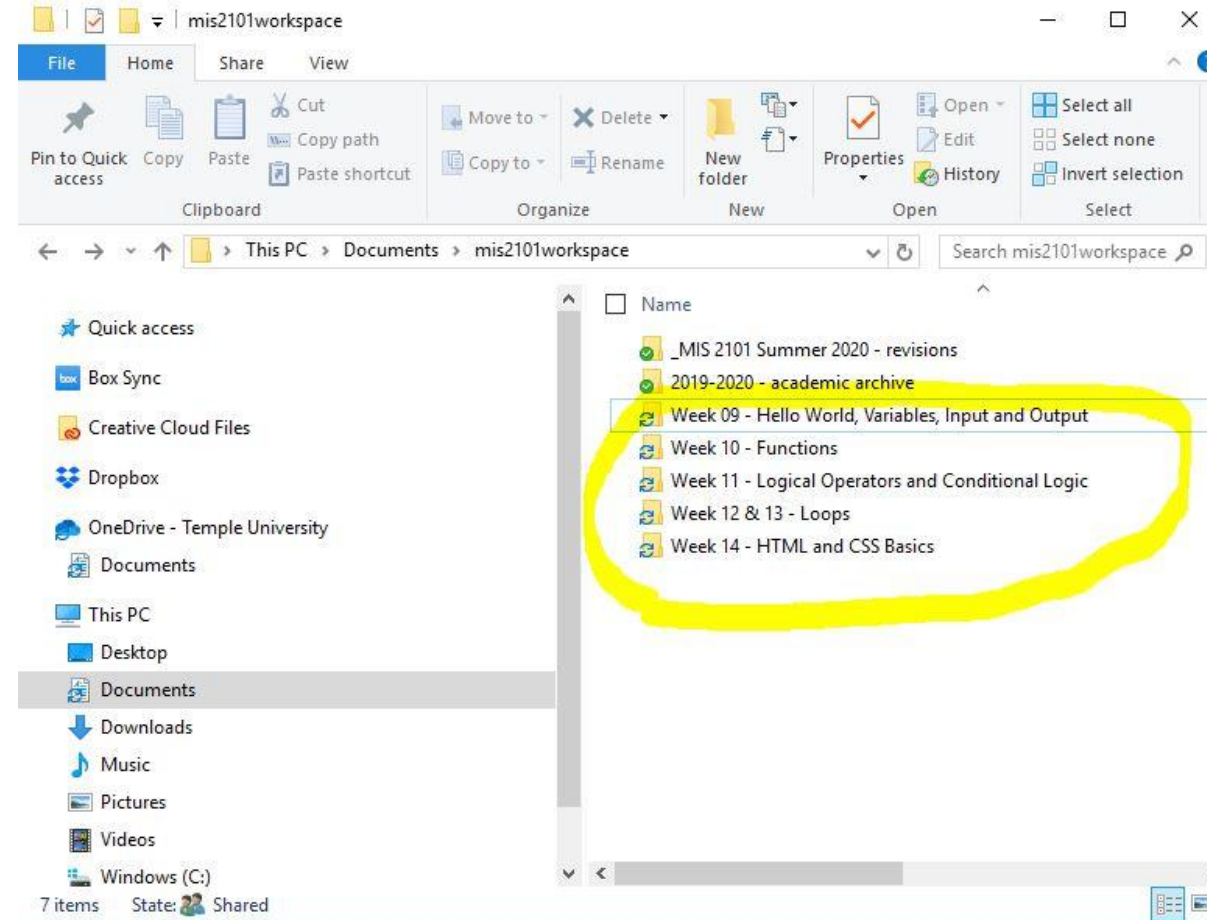 mis2101workspace
File Home Share View
Pin to Quick access
Copy
Paste
Cut
Copy path
Paste shortcut
Move to
Copy to
Delete
Rename
New folder
Properties
Open
Edit
History
Select all
Select none
Invert selection
Clipboard Organize New Open Select
This PC > Documents > mis2101workspace
Search mis2101workspace
Quick access
box Box Sync
Creative Cloud Files
Dropbox
OneDrive - Temple University
Documents
This PC
Desktop
Documents
Downloads
Music
Pictures
Videos
Windows (C:)
Name
_MIS 2101 Summer 2020 - revisions
2019-2020 - academic archive
Week 09 - Hello World, Variables, Input and Output
Week 10 - Functions
Week 11 - Logical Operators and Conditional Logic
Week 12 & 13 - Loops
Week 14 - HTML and CSS Basics
7 items State: Shared